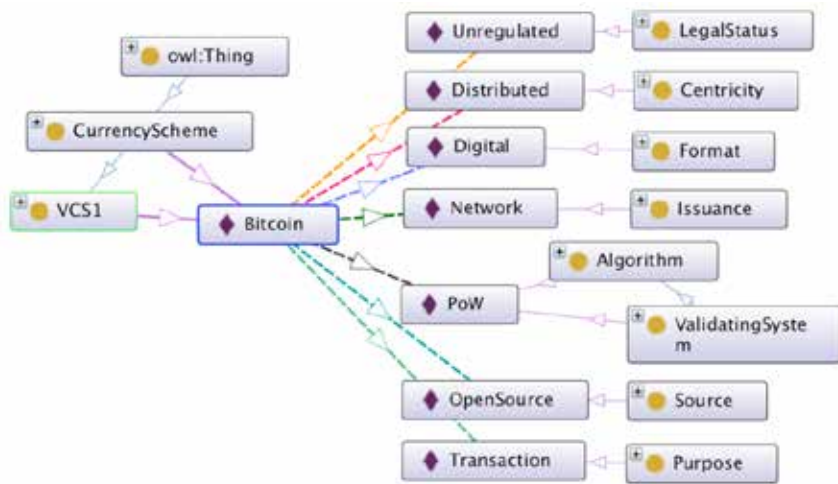 Unregulated
LegalStatus
owl:Thing
Distributed
Centricity
CurrencyScheme
Digital
Format
VCS1
Bitcoin
Network
Issuance
Algorithm
PoW
ValidatingSyste
m
OpenSource
Source
Transaction
Purpose